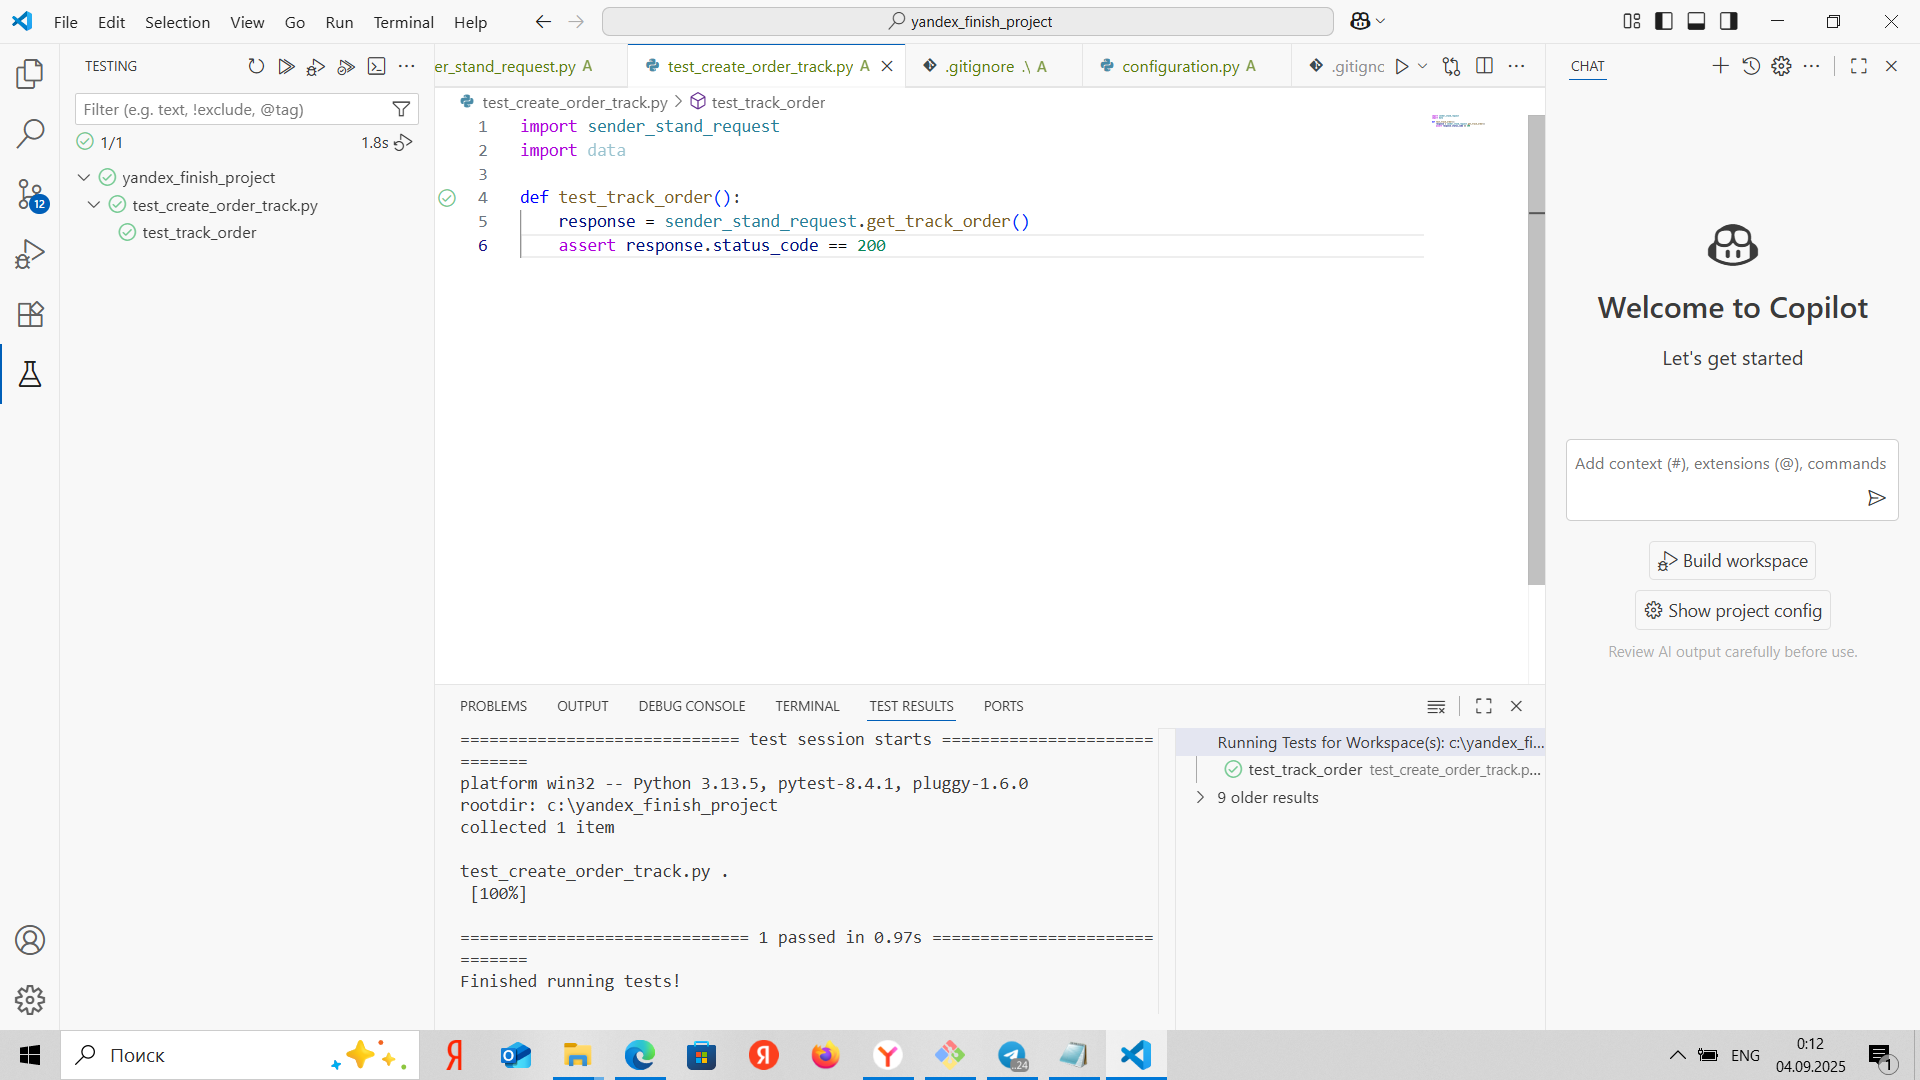 File Edit Selection View Go Run Terminal Help
yandex_finish_project
TESTING
Filter (e.g. text, !exclude, @tag)
1/1 1.8s
yandex_finish_project
test_create_order_track.py
test_track_order
12
er_stand_request.py A
test_create_order_track.py A
.gitignore .\ A
configuration.py A
.gitignc
test_create_order_track.py > test_track_order
1 import sender_stand_request
2 import data
3
4 def test_track_order():
5 response = sender_stand_request.get_track_order()
6 assert response.status_code == 200
PROBLEMS OUTPUT DEBUG CONSOLE TERMINAL TEST RESULTS PORTS
============================= test session starts ======================
=======
platform win32 -- Python 3.13.5, pytest-8.4.1, pluggy-1.6.0
rootdir: c:\yandex_finish_project
collected 1 item
test_create_order_track.py .
[100%]
============================== 1 passed in 0.97s =======================
=======
Finished running tests!
Running Tests for Workspace(s): c:\yandex_fi...
test_track_order test_create_order_track.p...
9 older results
CHAT
Welcome to Copilot
Let's get started
Add context (#), extensions (@), commands
Build workspace
Show project config
Review AI output carefully before use.
Поиск
Я
Я
Y
24
ENG
0:12
04.09.2025
1